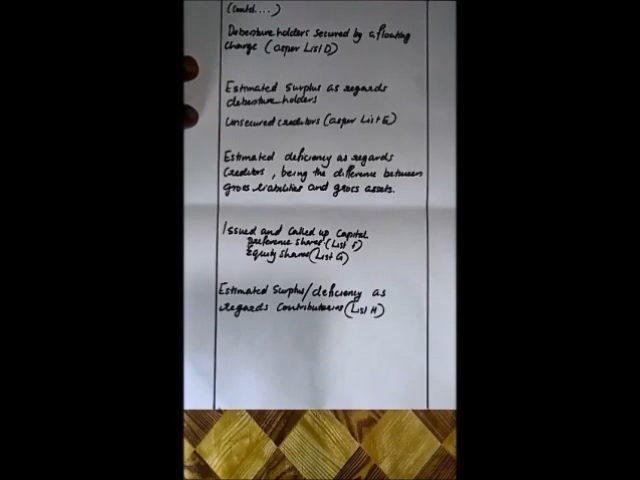 (contd....)
Debenture holders secured by a floating
charge (as per List D)
Estimated Surplus as regards
debenture holders
Unsecured creditors (as per List E)
Estimated deficiency as regards
Creditors, being the difference between
gross liabilities and gross assets.
Issued and Called up Capital
Preference shares (List F)
Equity shares (List G)
Estimated Surplus/deficiency as
regards Contributories (List H)